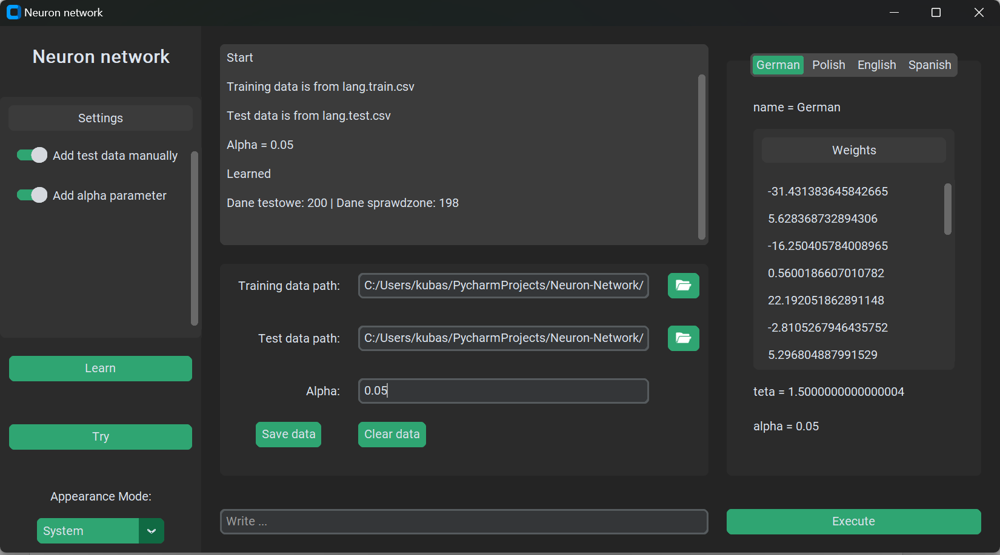 Neuron network
Neuron network
Settings
Add test data manually
Add alpha parameter
Learn
Try
Appearance Mode:
System
Start
Training data is from lang.train.csv
Test data is from lang.test.csv
Alpha = 0.05
Learned
Dane testowe: 200 | Dane sprawdzone: 198
Training data path: C:/Users/kubas/PycharmProjects/Neuron-Network/
Test data path: C:/Users/kubas/PycharmProjects/Neuron-Network/
Alpha: 0.05
Save data Clear data
Write ...
German Polish English Spanish
name = German
Weights
-31.431383645842665
5.628368732894306
-16.250405784008965
0.5600186607010782
22.192051862891148
-2.8105267946435752
5.296804887991529
teta = 1.5000000000000004
alpha = 0.05
Execute